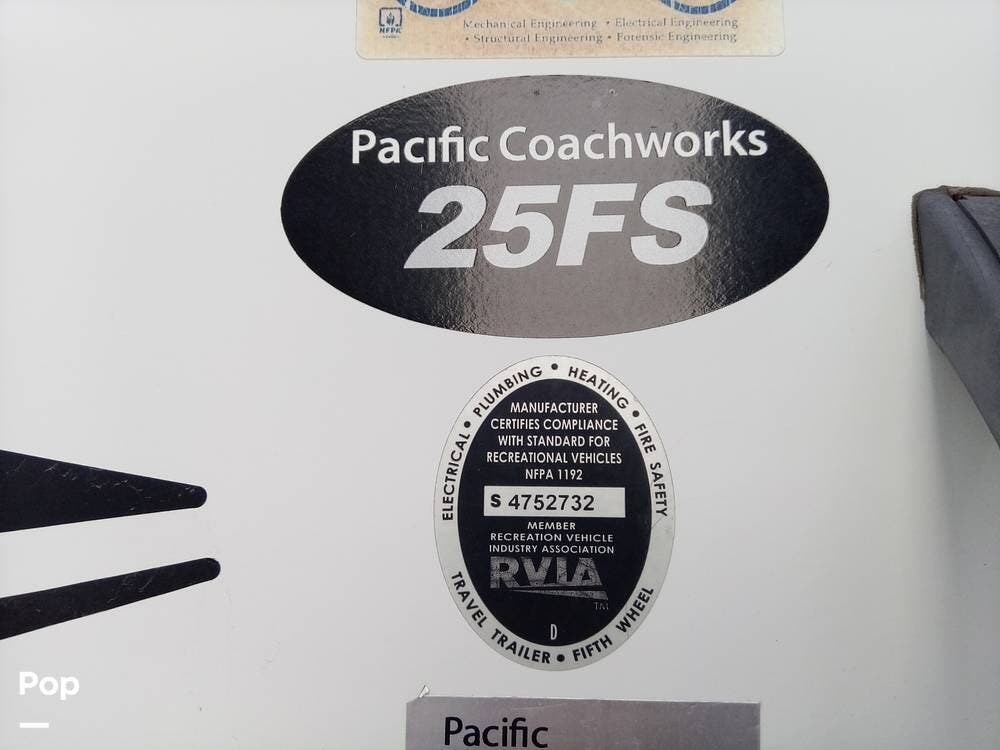 NFPA
Mechanical Engineering • Electrical Engineering
• Structural Engineering • Forensic Engineering
Pacific Coachworks
25FS
ELECTRICAL • PLUMBING • HEATING • FIRE SAFETY
MANUFACTURER
CERTIFIES COMPLIANCE
WITH STANDARD FOR
RECREATIONAL VEHICLES
NFPA 1192
S 4752732
MEMBER
RECREATION VEHICLE
INDUSTRY ASSOCIATION
RVIA
TM
D
TRAVEL TRAILER • FIFTH WHEEL
Pop
Pacific